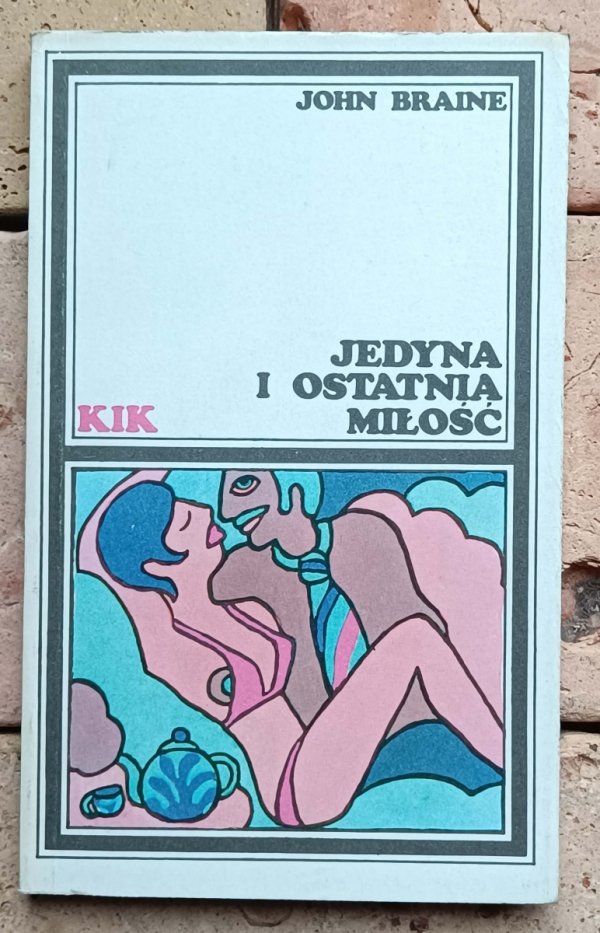 JOHN BRAINE
JEDYNA
I OSTATNIA
MIŁOŚĆ
KIK